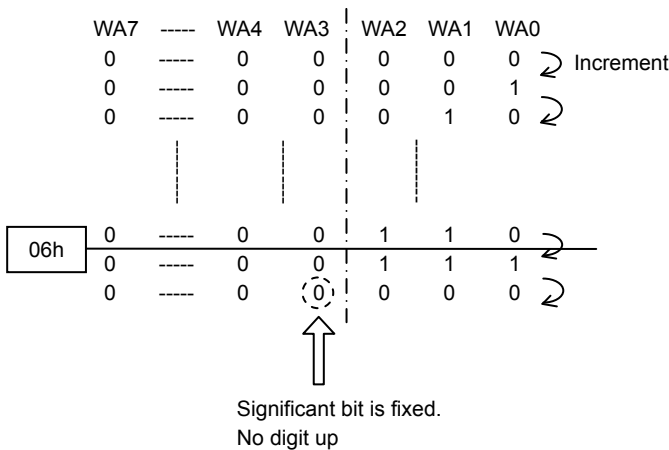 WA7 ----- WA4 WA3 WA2 WA1 WA0
0 ----- 0 0 0 0 0 Increment
0 ----- 0 0 0 0 1
0 ----- 0 0 0 1 0
0 ----- 0 0 1 1 0
06h
0 ----- 0 0 1 1 1
0 ----- 0 0 0 0 0
Significant bit is fixed.
No digit up